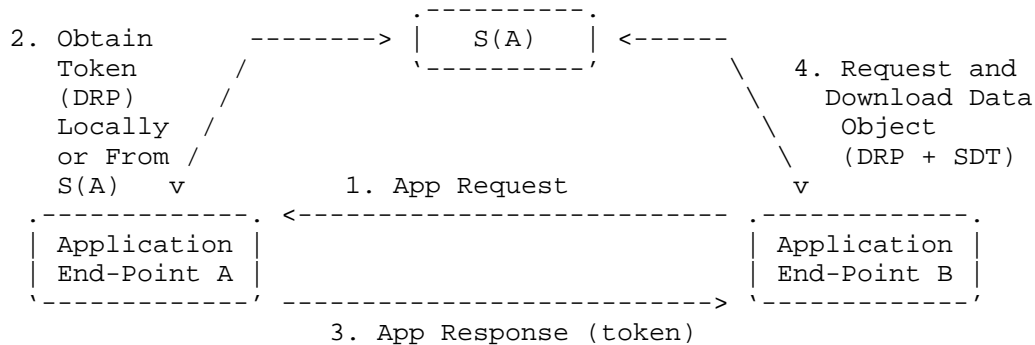 S(A)
2. Obtain
Token
(DRP)
Locally
or From
S(A)
4. Request and
Download Data
Object
(DRP + SDT)
1. App Request
Application
End-Point A
Application
End-Point B
3. App Response (token)